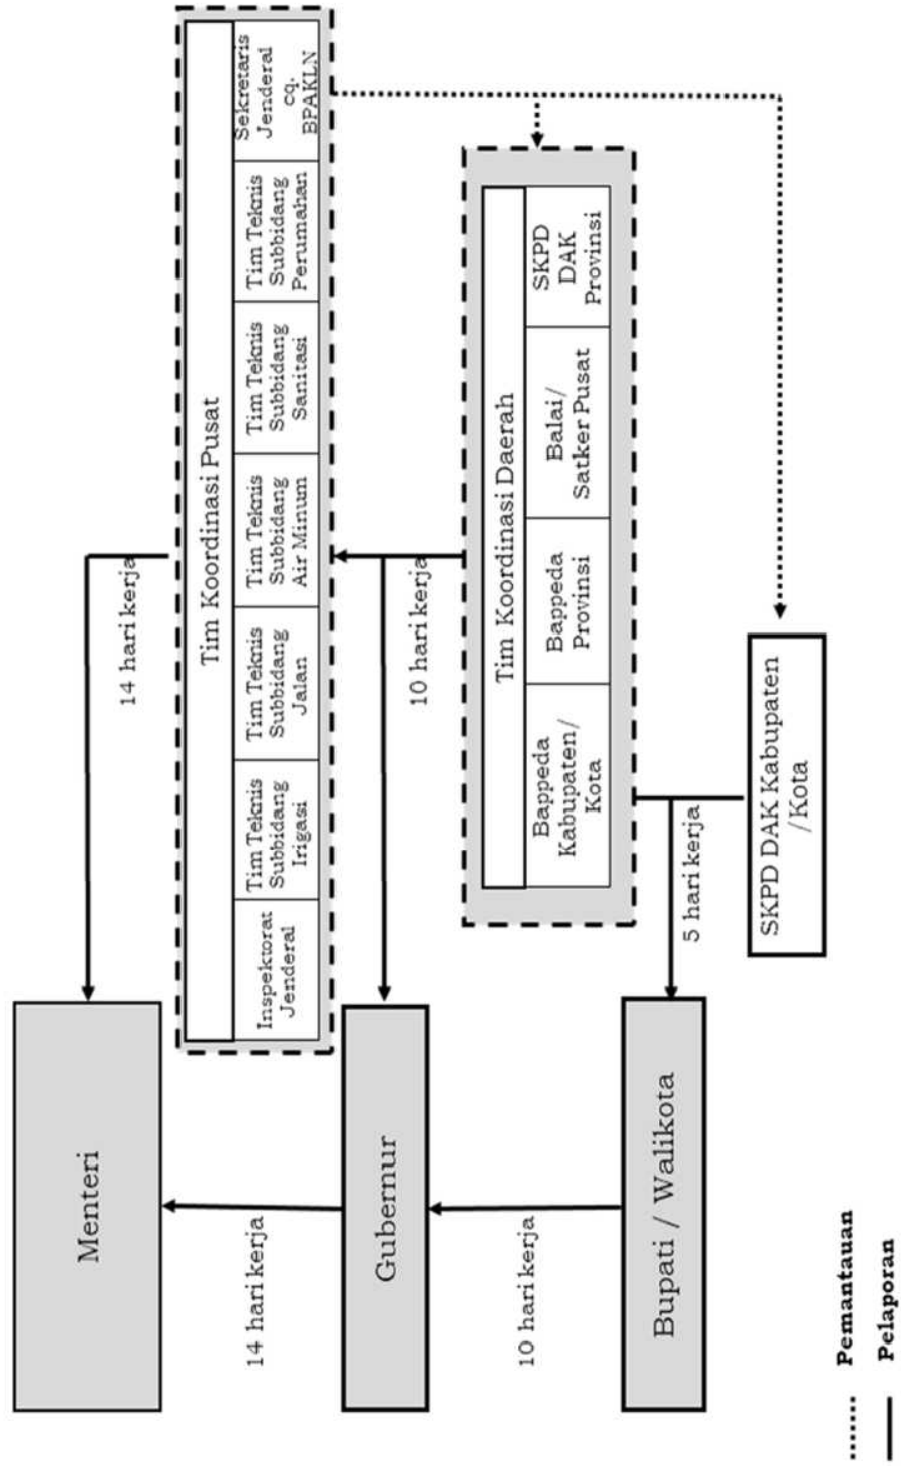 Menteri
14 hari kerja
14 hari kerja
Tim Koordinasi Pusat
Inspektorat
Jenderal
Tim Teknis
Subbidang
Irigasi
Tim Teknis
Subbidang
Jalan
Tim Teknis
Subbidang
Air Minum
Tim Teknis
Subbidang
Sanitasi
Tim Teknis
Subbidang
Perumahan
Sekretaris
Jenderal
cq.
BPAKLN
Gubernur
10 hari kerja
10 hari kerja
Tim Koordinasi Daerah
Bappeda
Kabupaten/
Kota
Bappeda
Provinsi
Balai/
Satker Pusat
SKPD
DAK
Provinsi
Bupati / Walikota
5 hari kerja
SKPD DAK Kabupaten
/Kota
Pemantauan
Pelaporan